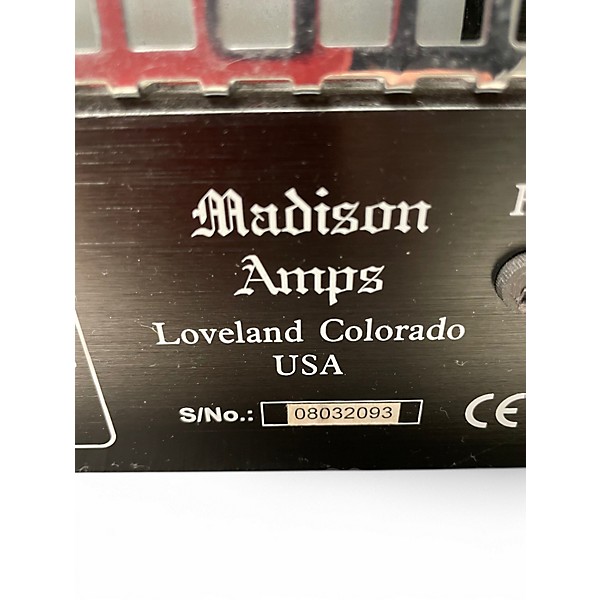 Madison
Amps
Loveland Colorado
USA
S/No.: 08032093
CE